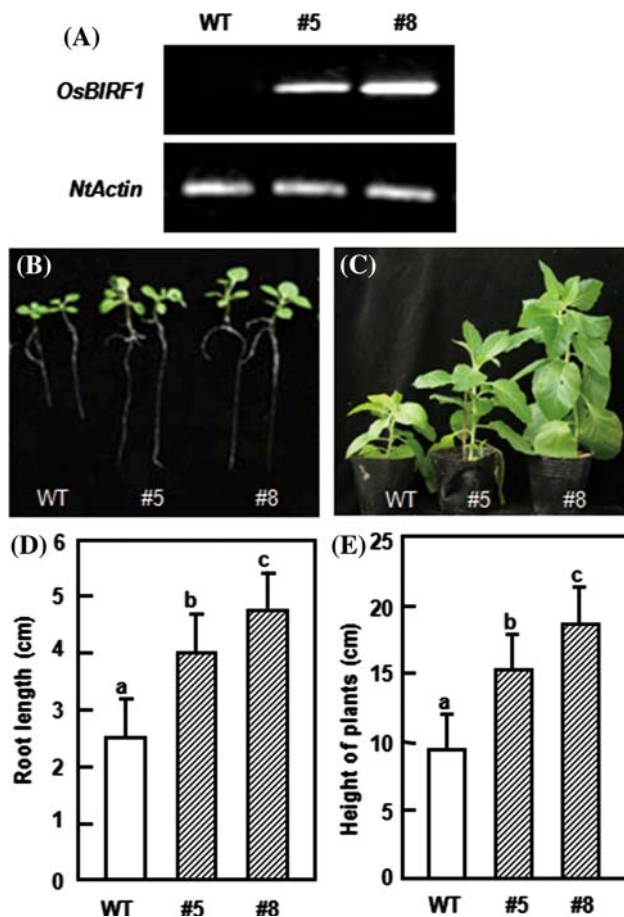 (A) WT #5 #8
OsBIRF1
NtActin
(B) (C)
WT #5 #8 WT #5 #8
(D) (E)
6
5
4
3
2
1
0
Root length (cm)
a b c
WT #5 #8
25
20
15
10
5
0
Height of plants (cm)
a b c
WT #5 #8